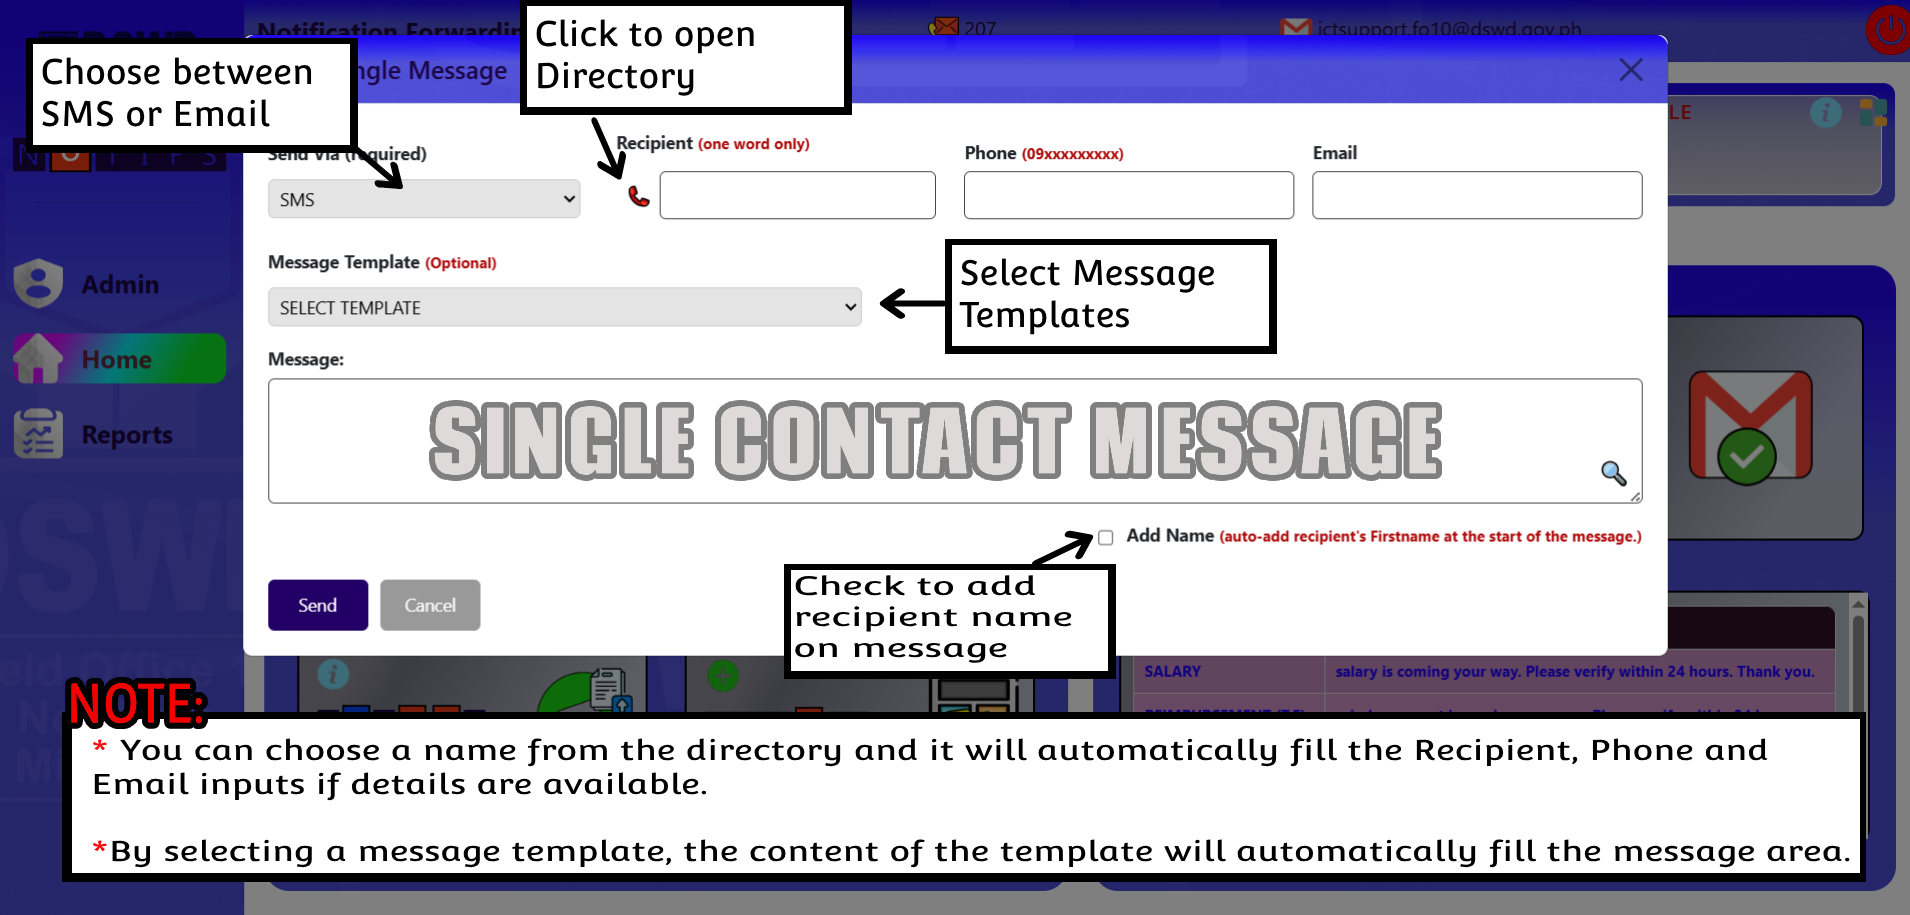 Notification Forwardin
207
ictsupport.fo10@dswd.gov.ph
Click to open
Directory
Choose between
SMS or Email
ngle Message
NOTIFS
LE
Send Via (required)
Recipient (one word only)
Phone (09xxxxxxxxx)
Email
SMS
Message Template (Optional)
SELECT TEMPLATE
Select Message
Templates
Admin
Home
Reports
Message:
SINGLE CONTACT MESSAGE
Add Name (auto-add recipient's Firstname at the start of the message.)
Check to add
recipient name
on message
Send
Cancel
DSWD
eld Office
SALARY
salary is coming your way. Please verify within 24 hours. Thank you.
NOTE:
* You can choose a name from the directory and it will automatically fill the Recipient, Phone and
Email inputs if details are available.
*By selecting a message template, the content of the template will automatically fill the message area.